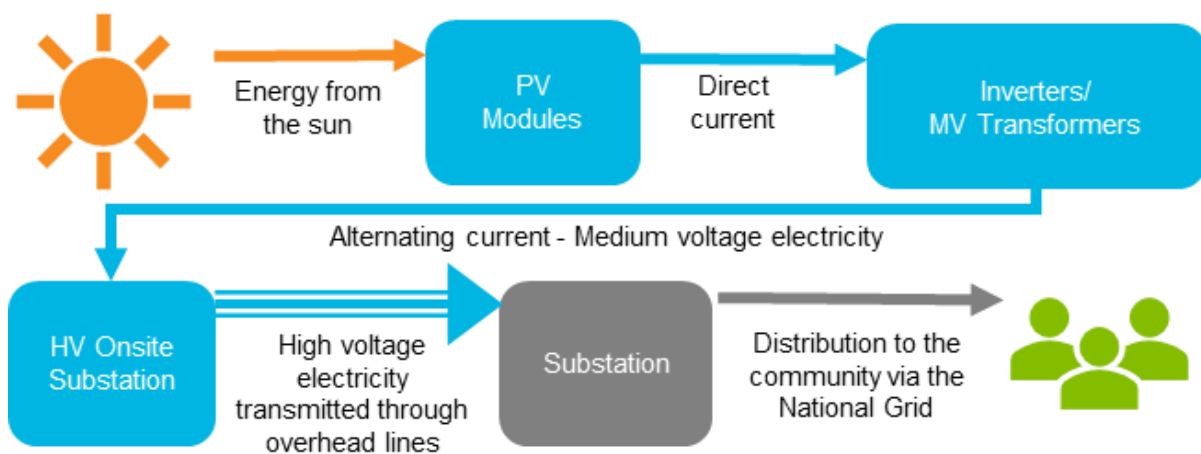 Energy from
the sun
PV
Modules
Direct
current
Inverters/
MV Transformers
Alternating current - Medium voltage electricity
HV Onsite
Substation
High voltage
electricity
transmitted through
overhead lines
Substation
Distribution to the
community via the
National Grid